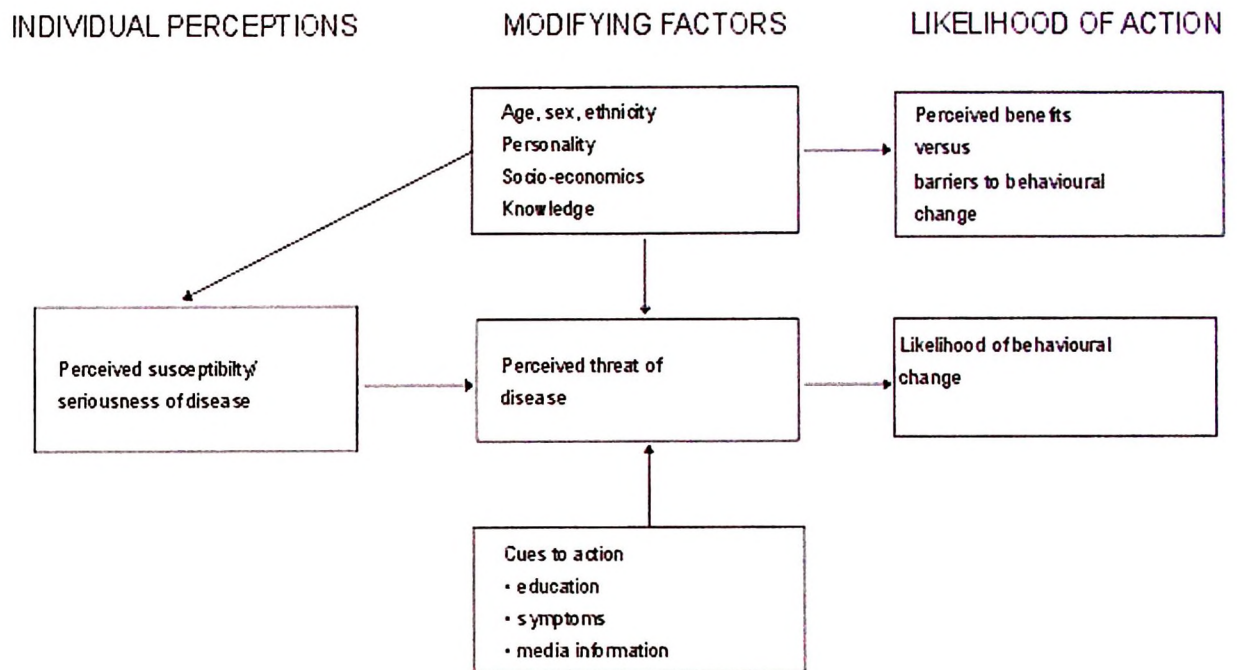 INDIVIDUAL PERCEPTIONS
MODIFYING FACTORS
LIKELIHOOD OF ACTION
Age, sex, ethnicity
Personality
Socio-economics
Knowledge
Perceived benefits
versus
barriers to behavioural
change
Perceived susceptibilty/
seriousness of disease
Perceived threat of
disease
Likelihood of behavioural
change
Cues to action
• education
• symptoms
• media information